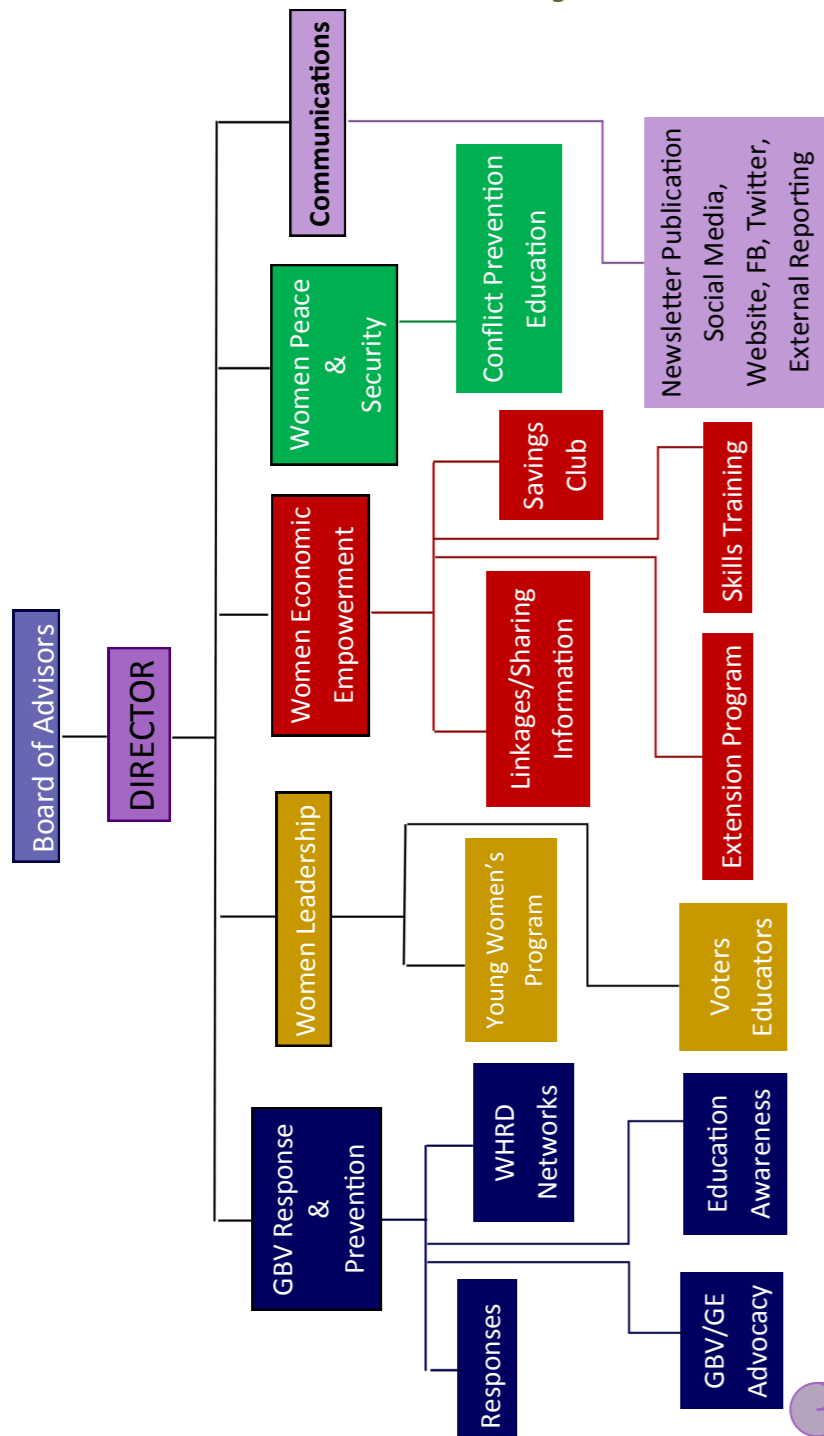 Board of Advisors
DIRECTOR
GBV Response
&
Prevention
Women Leadership
Women Economic
Empowerment
Women Peace
&
Security
Communications
Responses
WHRD
Networks
GBV/GE
Advocacy
Education
Awareness
Young Women’s
Program
Voters
Educators
Linkages/Sharing
Information
Savings
Club
Extension Program
Skills Training
Conflict Prevention
Education
Newsletter Publication
Social Media,
Website, FB, Twitter,
External Reporting